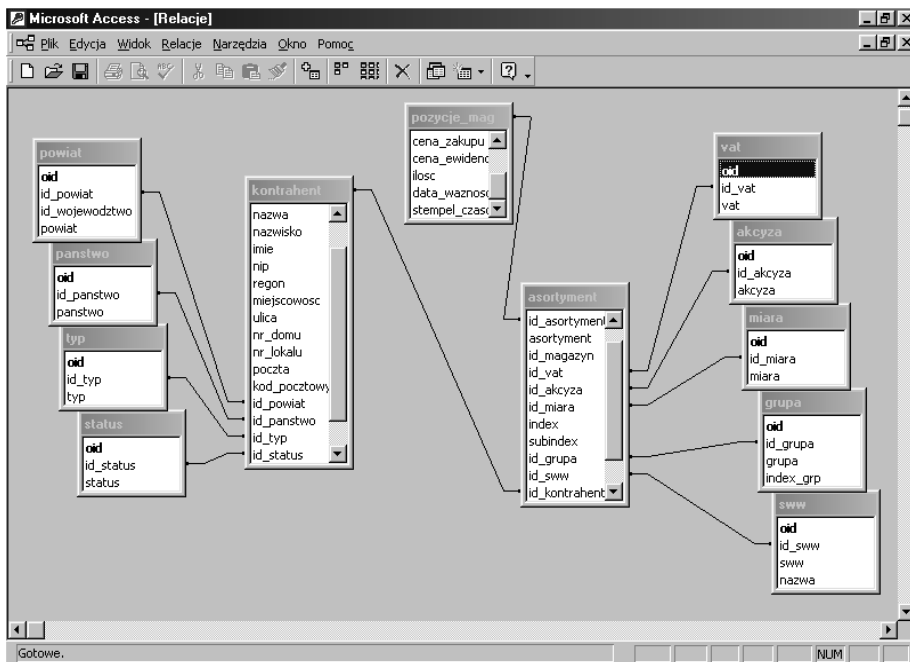 Microsoft Access - [Relacje]
Plik Edycja Widok Relacje Narzędzia Okno Pomoc
powiat
oid
id_powiat
id_wojewodztwo
powiat
panstwo
oid
id_panstwo
panstwo
typ
oid
id_typ
typ
status
oid
id_status
status
kontrahent
nazwa
nazwisko
imie
nip
regon
miejscowosc
ulica
nr_domu
nr_lokalu
poczta
kod_pocztowy
id_powiat
id_panstwo
id_typ
id_status
pozycje_mag
cena_zakupu
cena_ewidenc
ilosc
data_waznosc
stempel_czaso
asortyment
id_asortyment
asortyment
id_magazyn
id_vat
id_akcyza
id_miara
index
subindex
id_grupa
id_sww
id_kontrahent
vat
oid
id_vat
vat
akcyza
oid
id_akcyza
akcyza
miara
oid
id_miara
miara
grupa
oid
id_grupa
grupa
index_grp
sww
oid
id_sww
sww
nazwa
Gotowe.
NUM